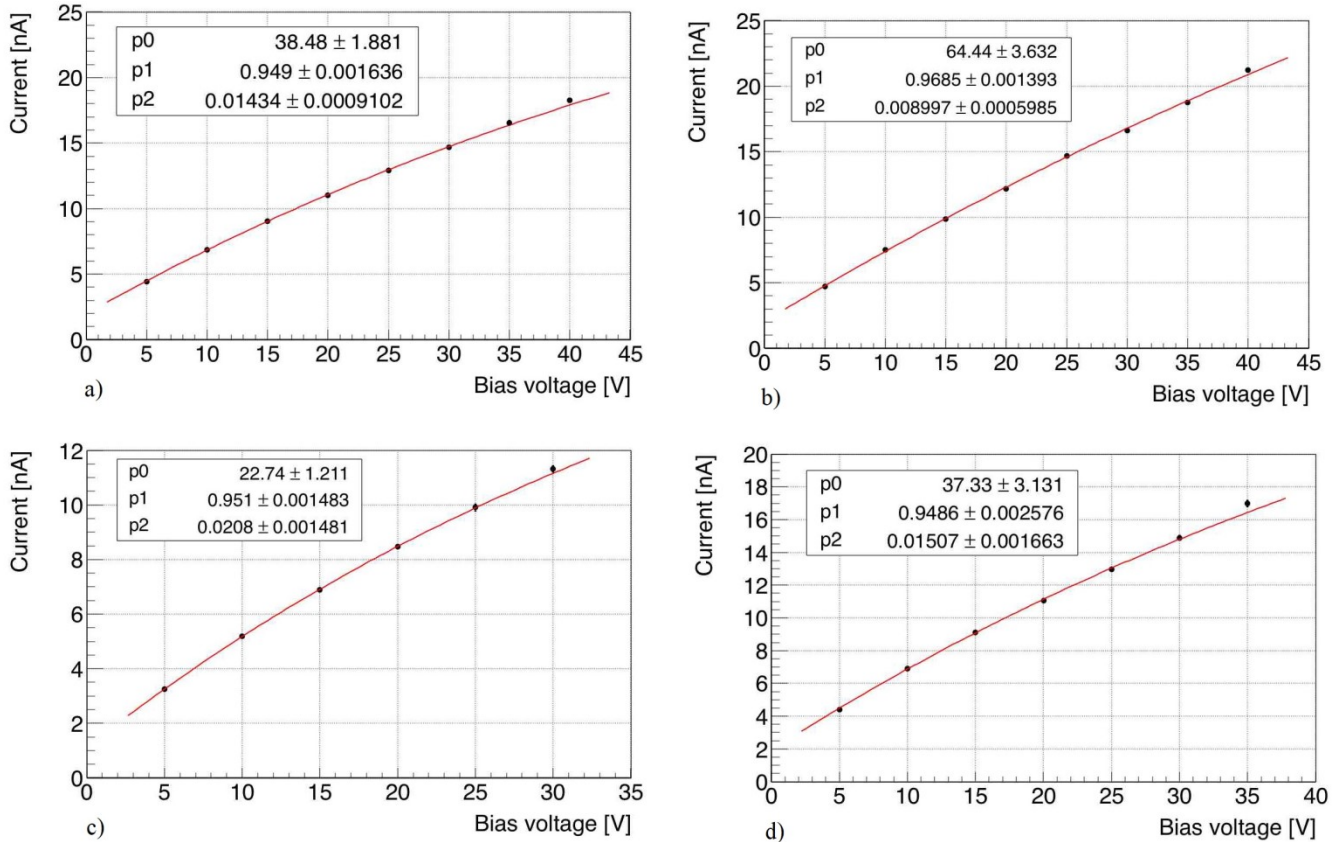 Current [nA]
25
20
15
10
5
0
p0 38.48 ± 1.881
p1 0.949 ± 0.001636
p2 0.01434 ± 0.0009102
0 5 10 15 20 25 30 35 40 45
Bias voltage [V]
a)
Current [nA]
25
20
15
10
5
0
p0 64.44 ± 3.632
p1 0.9685 ± 0.001393
p2 0.008997 ± 0.0005985
0 5 10 15 20 25 30 35 40 45
Bias voltage [V]
b)
Current [nA]
12
10
8
6
4
2
0
p0 22.74 ± 1.211
p1 0.951 ± 0.001483
p2 0.0208 ± 0.001481
0 5 10 15 20 25 30 35
Bias voltage [V]
c)
Current [nA]
20
18
16
14
12
10
8
6
4
2
0
p0 37.33 ± 3.131
p1 0.9486 ± 0.002576
p2 0.01507 ± 0.001663
0 5 10 15 20 25 30 35 40
Bias voltage [V]
d)